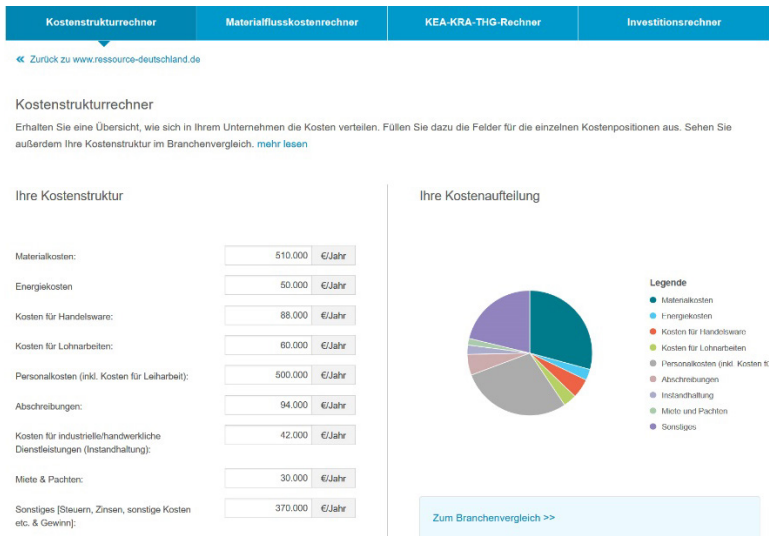 Kostenstrukturrechner
Materialflusskostenrechner
KEA-KRA-THG-Rechner
Investitionsrechner
« Zurück zu www.ressource-deutschland.de
Kostenstrukturrechner
Erhalten Sie eine Übersicht, wie sich in Ihrem Unternehmen die Kosten verteilen. Füllen Sie dazu die Felder für die einzelnen Kostenpositionen aus. Sehen Sie
außerdem Ihre Kostenstruktur im Branchenvergleich. mehr lesen
Ihre Kostenstruktur
Materialkosten: 510.000 €/Jahr
Energiekosten 50.000 €/Jahr
Kosten für Handelsware: 88.000 €/Jahr
Kosten für Lohnarbeiten: 60.000 €/Jahr
Personalkosten (inkl. Kosten für Leiharbeit): 500.000 €/Jahr
Abschreibungen: 94.000 €/Jahr
Kosten für industrielle/handwerkliche
Dienstleistungen (Instandhaltung): 42.000 €/Jahr
Miete & Pachten: 30.000 €/Jahr
Sonstiges [Steuern, Zinsen, sonstige Kosten
etc. & Gewinn]: 370.000 €/Jahr
Ihre Kostenaufteilung
Legende
Materialkosten
Energiekosten
Kosten für Handelsware
Kosten für Lohnarbeiten
Personalkosten (inkl. Kosten
Abschreibungen
Instandhaltung
Miete und Pachten
Sonstiges
Zum Branchenvergleich >>